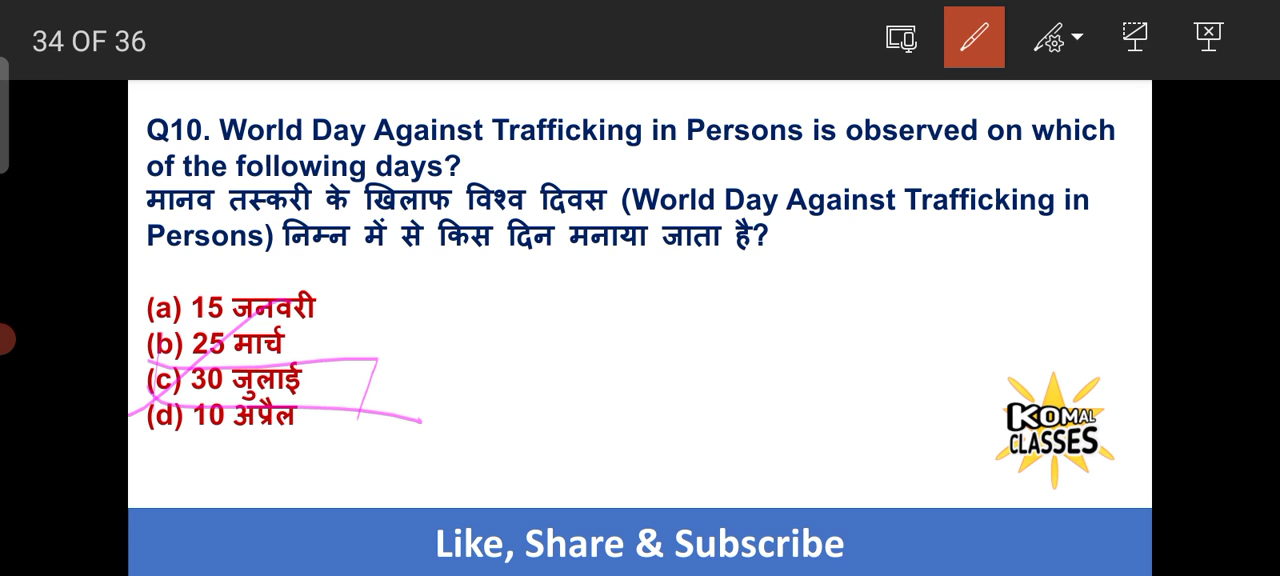 34 OF 36
Q10. World Day Against Trafficking in Persons is observed on which
of the following days?
मानव तस्करी के खिलाफ विश्व दिवस (World Day Against Trafficking in
Persons) निम्न में से किस दिन मनाया जाता है?
(a) 15 जनवरी
(b) 25 मार्च
(c) 30 जुलाई
(d) 10 अप्रैल
KOMAL
CLASSES
Like, Share & Subscribe